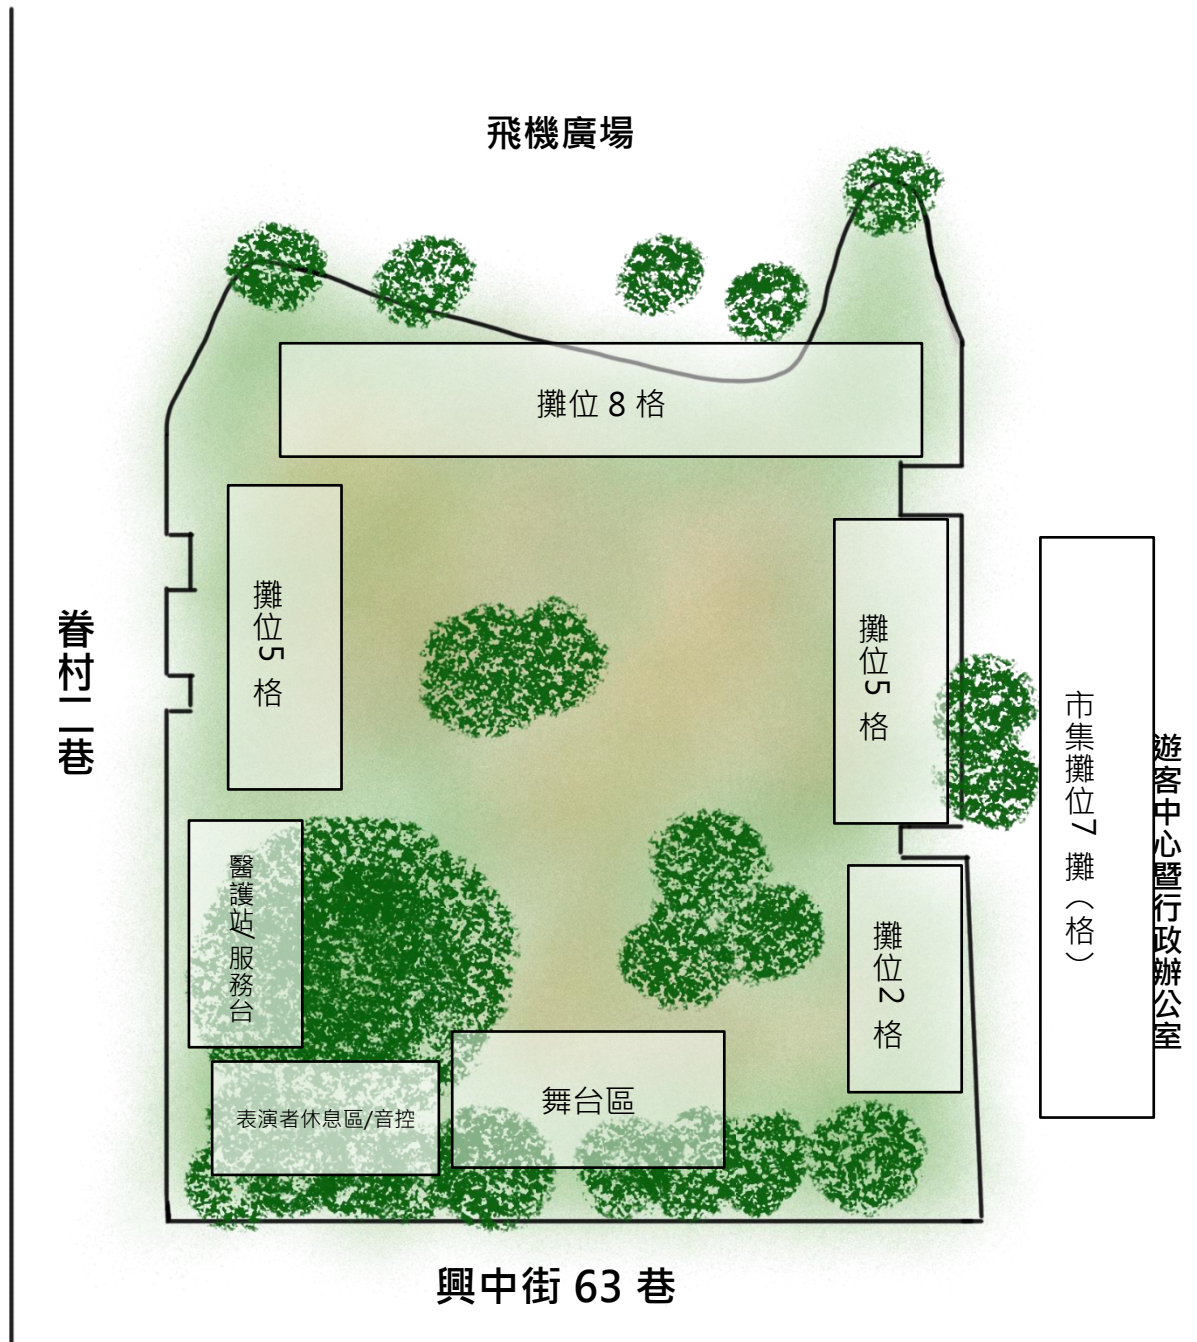 飛機廣場
攤位 8 格
攤位 5 格
攤位 5 格
眷村二巷
市集攤位 7 攤（格）
遊客中心暨行政辦公室
醫護站/服務台
攤位 2 格
舞台區
表演者休息區/音控
興中街 63 巷